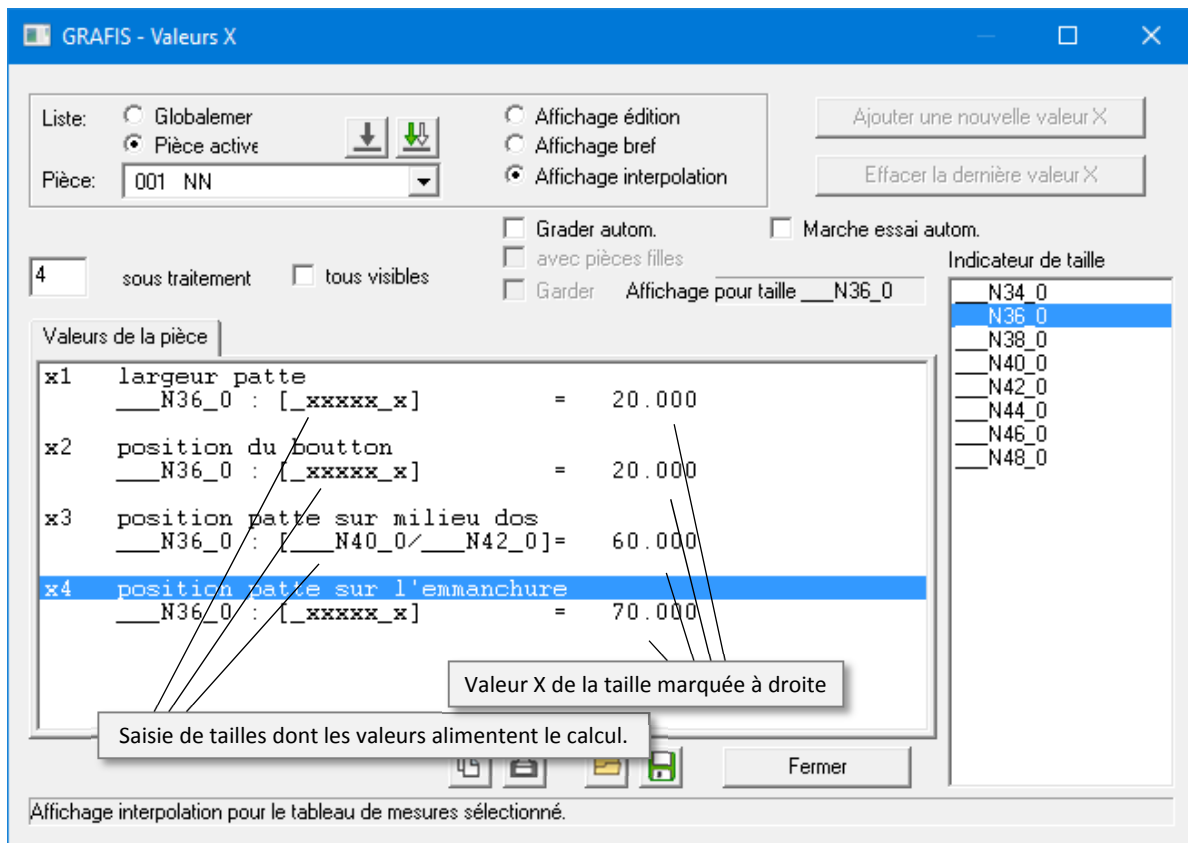 GRAFIS - Valeurs X
Liste:
Globalemer
Pièce active
Pièce:
001 NN
Affichage édition
Affichage bref
Affichage interpolation
Ajouter une nouvelle valeur X
Effacer la dernière valeur X
Grader autom.
Marche essai autom.
avec pièces filles
Garder
Affichage pour taille ___N36_0
4
sous traitement
tous visibles
Indicateur de taille
___N34_0
___N36_0
___N38_0
___N40_0
___N42_0
___N44_0
___N46_0
___N48_0
Valeurs de la pièce
x1 largeur patte
___N36_0 : [_xxxxx_x] = 20.000
x2 position du boutton
___N36_0 : [_xxxxx_x] = 20.000
x3 position patte sur milieu dos
___N36_0 : [___N40_0/___N42_0]= 60.000
x4 position patte sur l'emmanchure
___N36_0 : [_xxxxx_x] = 70.000
Valeur X de la taille marquée à droite
Saisie de tailles dont les valeurs alimentent le calcul.
Fermer
Affichage interpolation pour le tableau de mesures sélectionné.